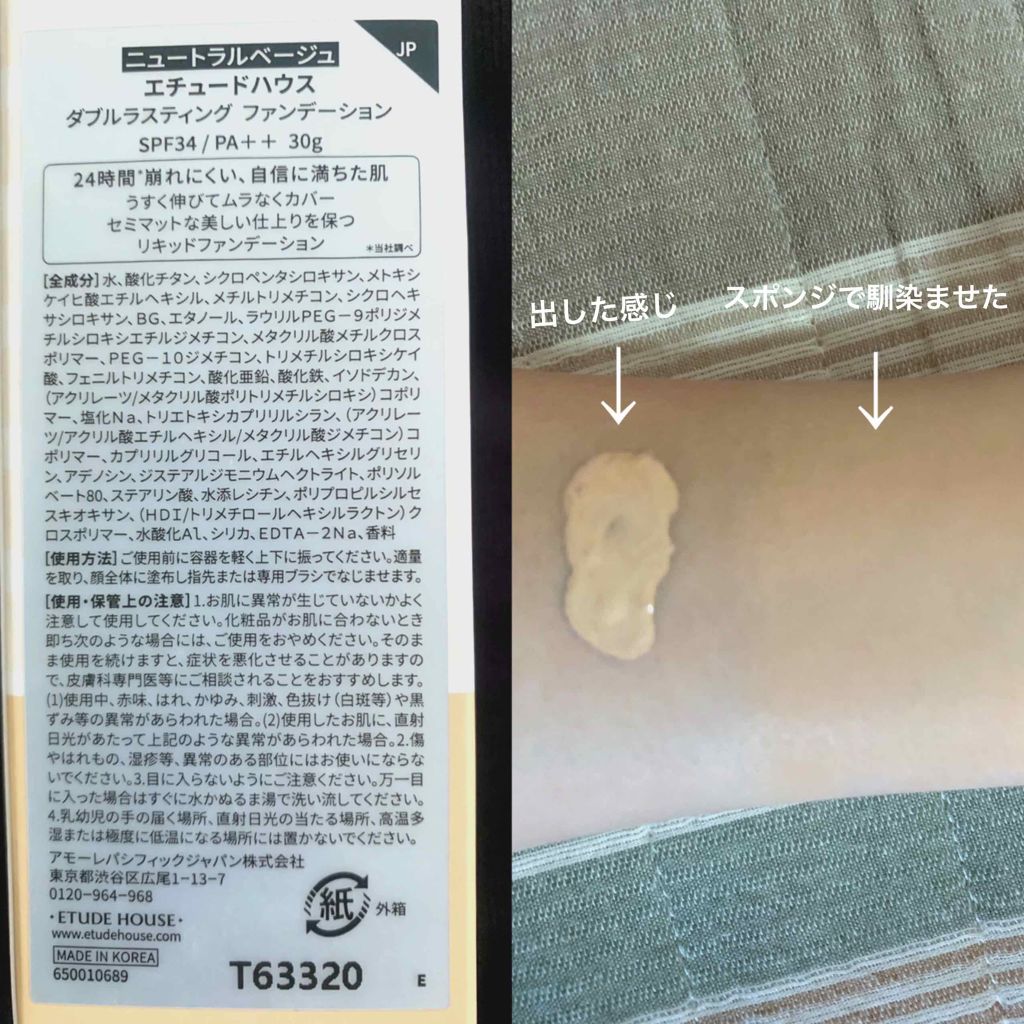 ニュートラルベージュ
JP
エチュードハウス
ダブルラスティング ファンデーション
SPF34 / PA++ 30g
24時間*崩れにくい、自信に満ちた肌
うすく伸びてムラなくカバー
セミマットな美しい仕上りを保つ
リキッドファンデーション
*当社調べ
[全成分]水、酸化チタン、シクロペンタシロキサン、メトキシ
ケイヒ酸エチルヘキシル、メチルトリメチコン、シクロヘキ
サシロキサン、BG、エタノール、ラウリルPEG-9ポリジメ
チルシロキシエチルジメチコン、メタクリル酸メチルクロス
ポリマー、PEG-10ジメチコン、トリメチルシロキシケイ
酸、フェニルトリメチコン、酸化亜鉛、酸化鉄、イソドデカン、
(アクリレーツ/メタクリル酸ポリトリメチルシロキシ)コポリ
マー、塩化Na、トリエトキシカプリリルシラン、(アクリレー
ツ/アクリル酸エチルヘキシル/メタクリル酸ジメチコン)コ
ポリマー、カプリリルグリコール、エチルヘキシルグリセリ
ン、アデノシン、ジステアルジモニウムヘクトライト、ポリソル
ベート80、ステアリン酸、水添レシチン、ポリプロピルシルセ
スキオキサン、(HDI/トリメチロールヘキシルラクトン)ク
ロスポリマー、水酸化Al、シリカ、EDTA-2Na、香料
[使用方法]ご使用前に容器を軽く上下に振ってください。適量
を取り、顔全体に塗布し指先または専用ブラシでなじませます。
[使用・保管上の注意]1.お肌に異常が生じていないかよく
注意して使用してください。化粧品がお肌に合わないとき
即ち次のような場合には、ご使用をおやめください。そのま
ま使用を続けますと、症状を悪化させることがありますの
で、皮膚科専門医等にご相談されることをおすすめします。
(1)使用中、赤味、はれ、かゆみ、刺激、色抜け(白斑等)や黒
ずみ等の異常があらわれた場合。(2)使用したお肌に、直射
日光があたって上記のような異常があらわれた場合。2.傷
やはれもの、湿疹等、異常のある部位にはお使いにならな
いでください。3.目に入らないようにご注意ください。万一目
に入った場合はすぐに水かぬるま湯で洗い流してください。
4.乳幼児の手の届く場所、直射日光の当たる場所、高温多
湿または極度に低温になる場所には置かないでください。
アモーレパシフィックジャパン株式会社
東京都渋谷区広尾1-13-7
0120-964-968
・ETUDE HOUSE・
www.etudehouse.com
MADE IN KOREA
650010689
紙
外箱
T63320
E
出した感じ
スポンジで馴染ませた